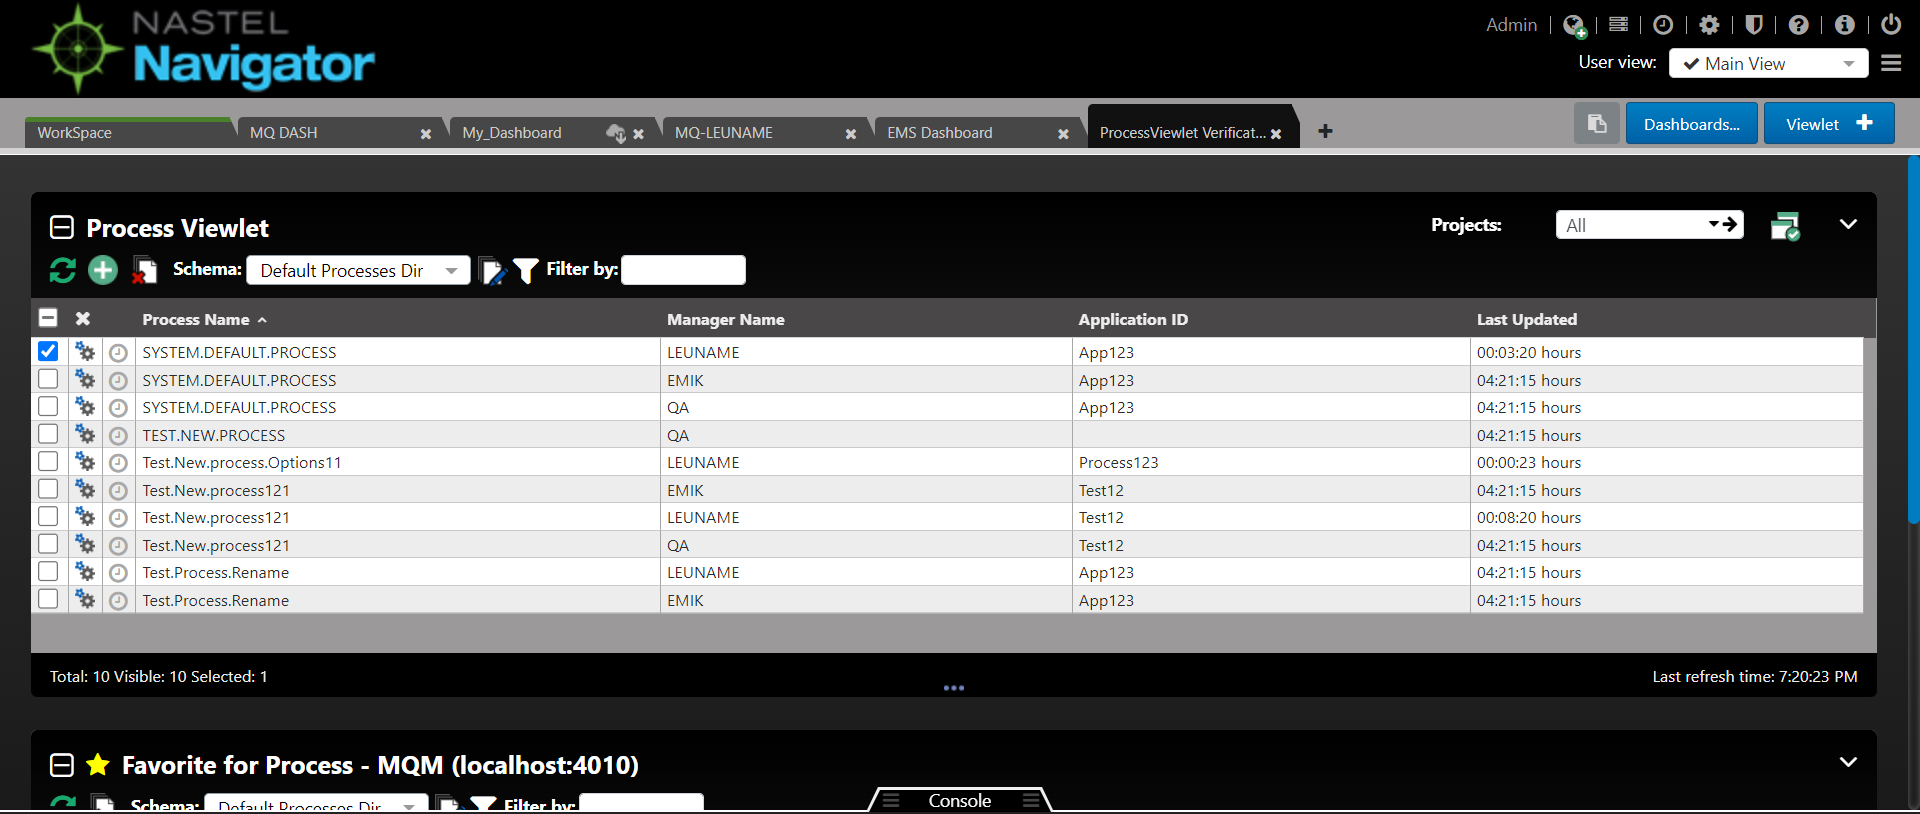 NASTEL
Navigator
Admin
User view: Main View
WorkSpace
MQ DASH
My_Dashboard
MQ-LEUNAME
EMS Dashboard
ProcessViewlet Verificat...
Dashboards...
Viewlet
Process Viewlet
Projects: All
Schema: Default Processes Dir Filter by:
Process Name Manager Name Application ID Last Updated
SYSTEM.DEFAULT.PROCESS LEUNAME App123 00:03:20 hours
SYSTEM.DEFAULT.PROCESS EMIK App123 04:21:15 hours
SYSTEM.DEFAULT.PROCESS QA App123 04:21:15 hours
TEST.NEW.PROCESS QA 04:21:15 hours
Test.New.process.Options11 LEUNAME Process123 00:00:23 hours
Test.New.process121 EMIK Test12 04:21:15 hours
Test.New.process121 LEUNAME Test12 00:08:20 hours
Test.New.process121 QA Test12 04:21:15 hours
Test.Process.Rename LEUNAME App123 04:21:15 hours
Test.Process.Rename EMIK App123 04:21:15 hours
Total: 10 Visible: 10 Selected: 1
Last refresh time: 7:20:23 PM
Favorite for Process - MQM (localhost:4010)
Schema: Default Processes Dir Filter by:
Console